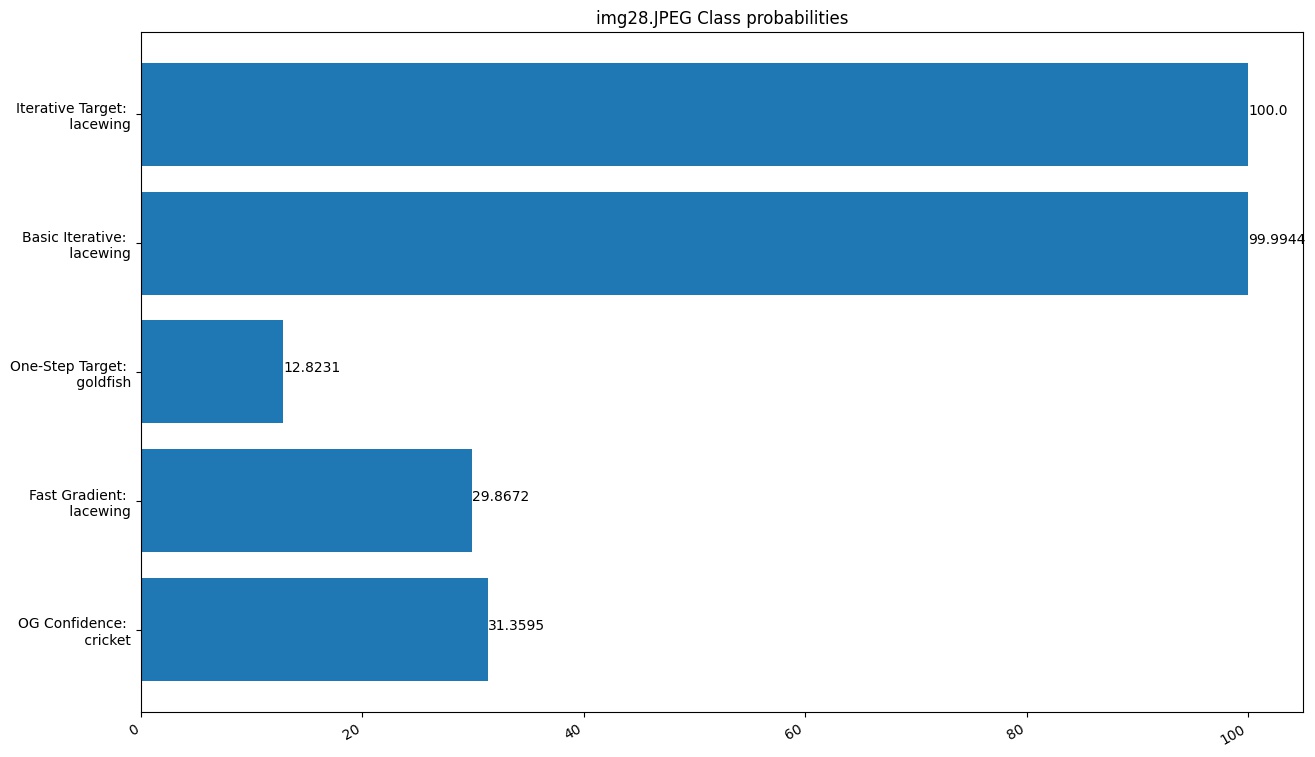 img28.JPEG Class probabilities
Iterative Target:
lacewing
100.0
Basic Iterative:
lacewing
99.9944
One-Step Target:
goldfish
12.8231
Fast Gradient:
lacewing
29.8672
OG Confidence:
cricket
31.3595
0
20
40
60
80
100